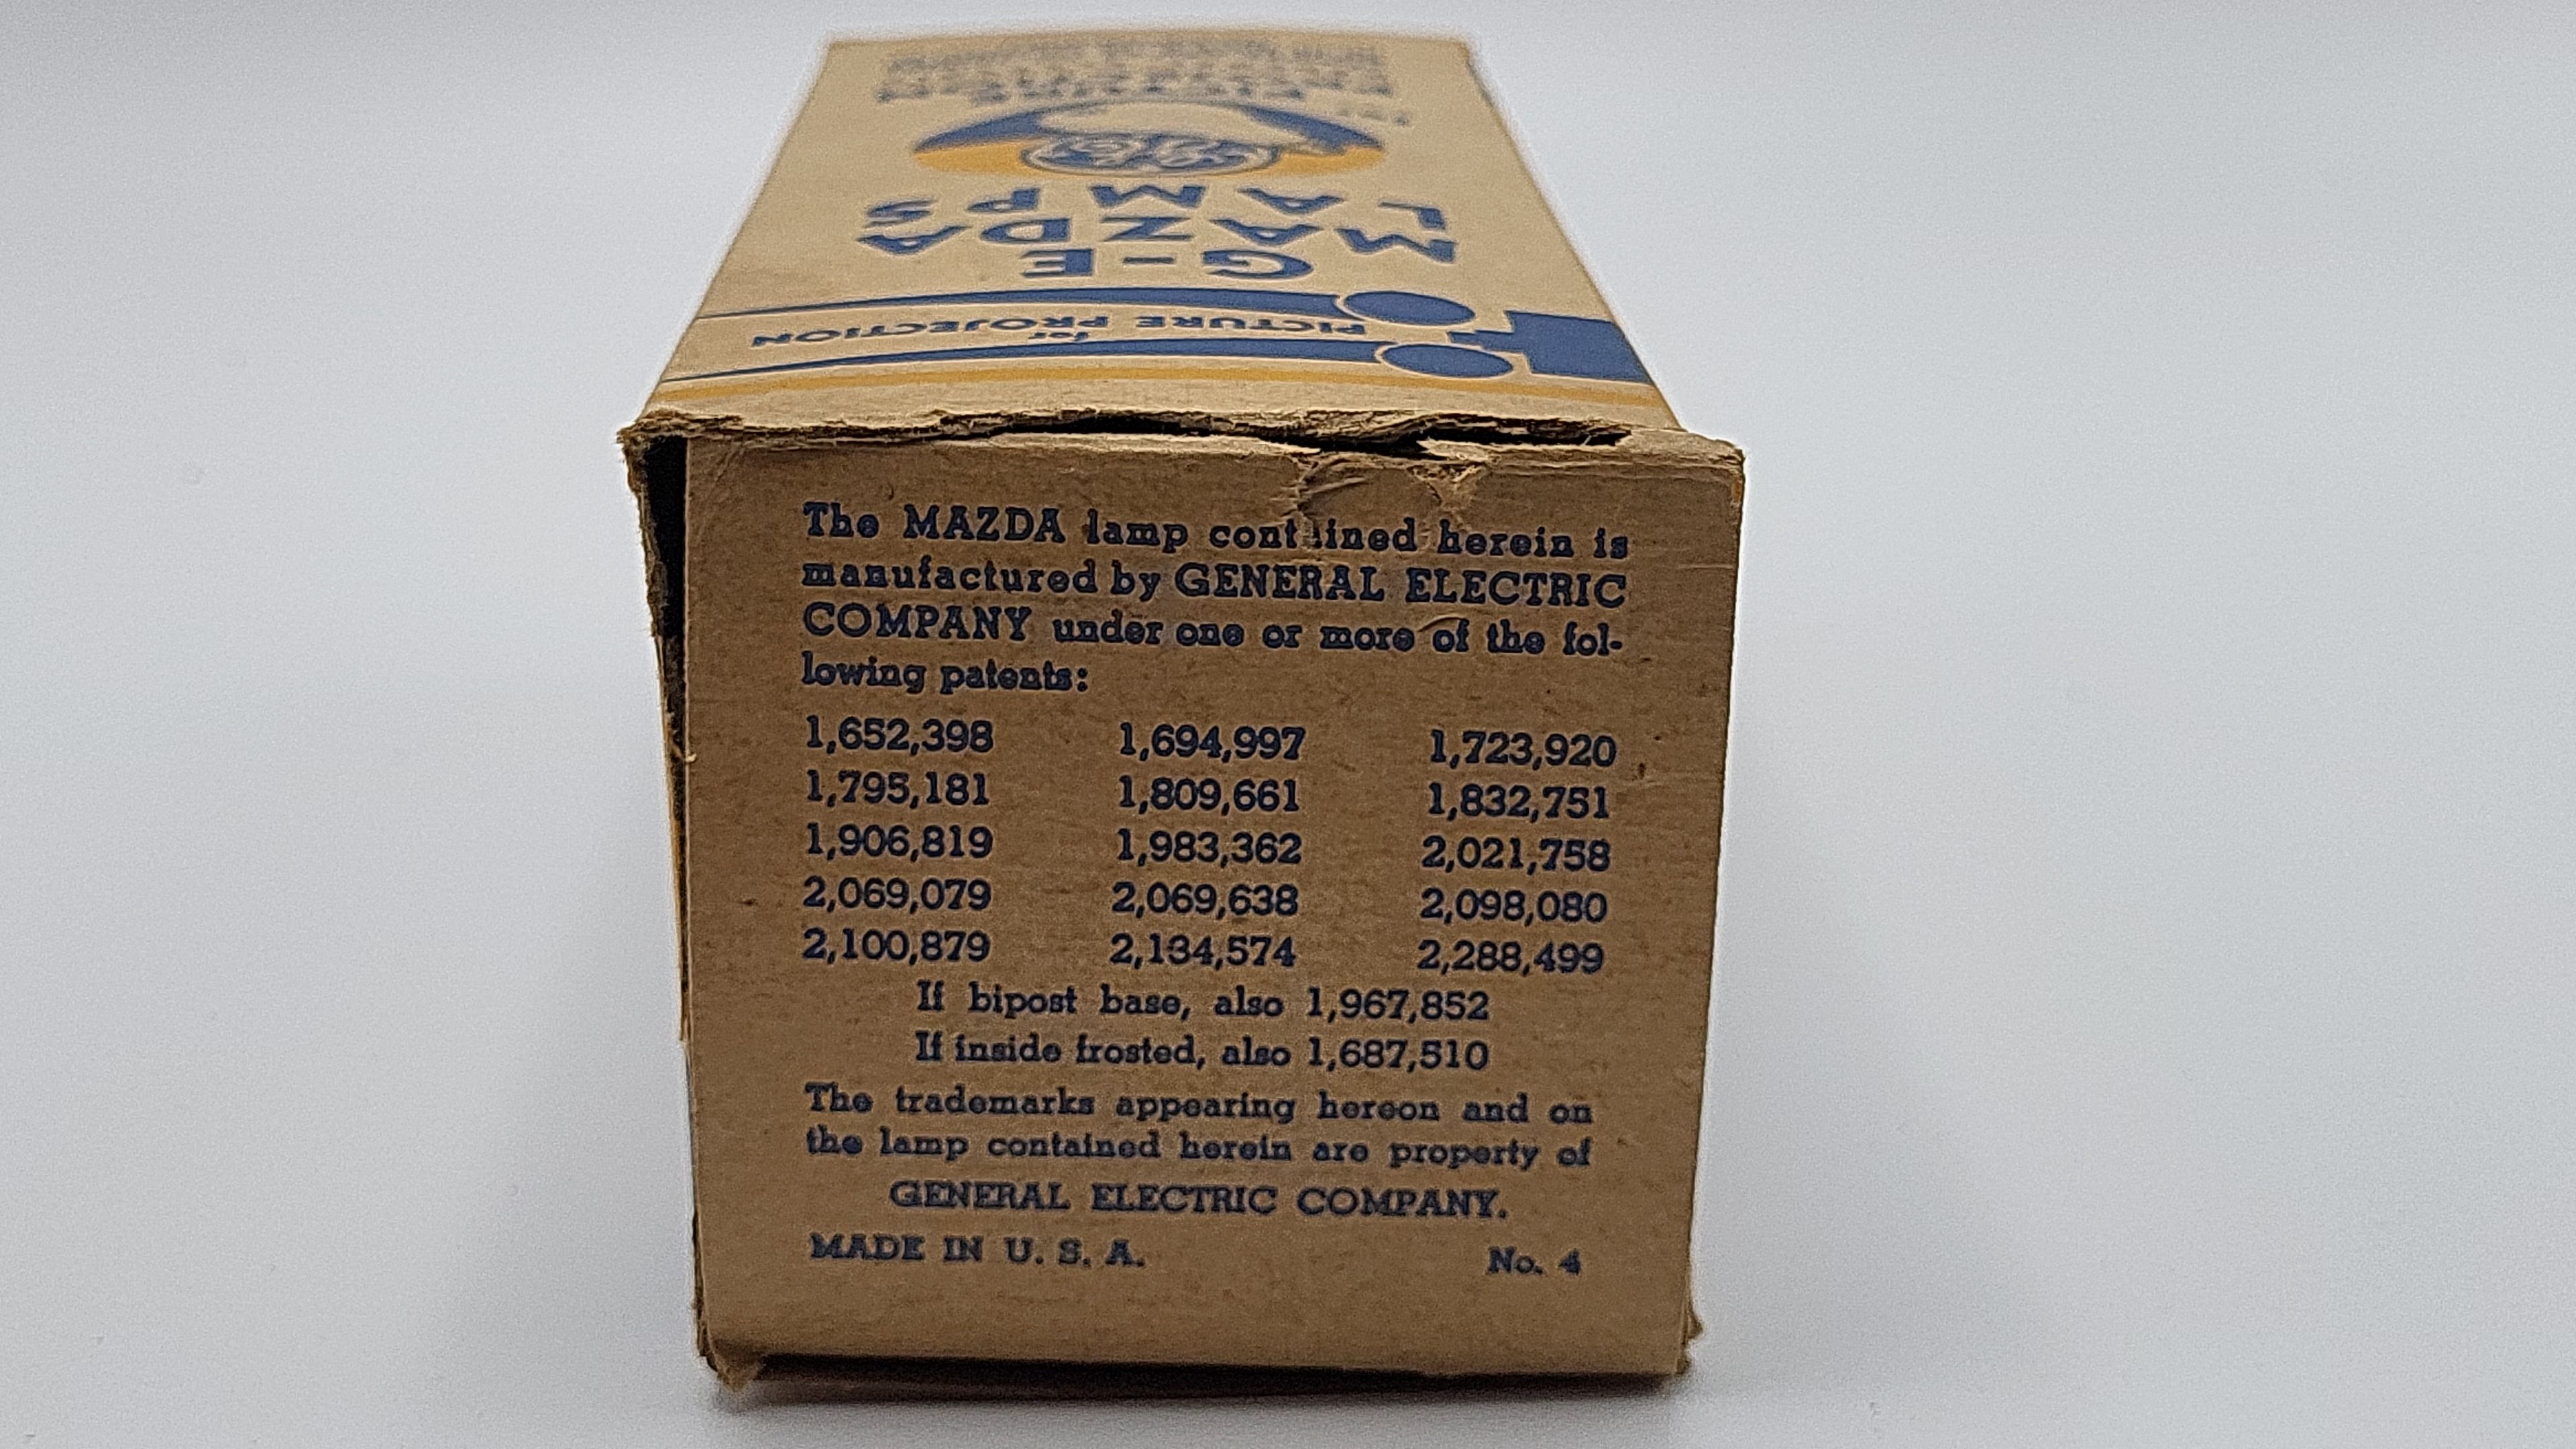 G-E
MAZDA
LAMPS
for
PICTURE PROJECTION
The MAZDA lamp contained herein is
manufactured by GENERAL ELECTRIC
COMPANY under one or more of the fol-
lowing patents:
1,652,398 1,694,997 1,723,920
1,795,181 1,809,661 1,832,751
1,906,819 1,983,362 2,021,758
2,069,079 2,069,638 2,098,080
2,100,879 2,134,574 2,288,499
If bipost base, also 1,967,852
If inside frosted, also 1,687,510
The trademarks appearing hereon and on
the lamp contained herein are property of
GENERAL ELECTRIC COMPANY.
MADE IN U. S. A. No. 4